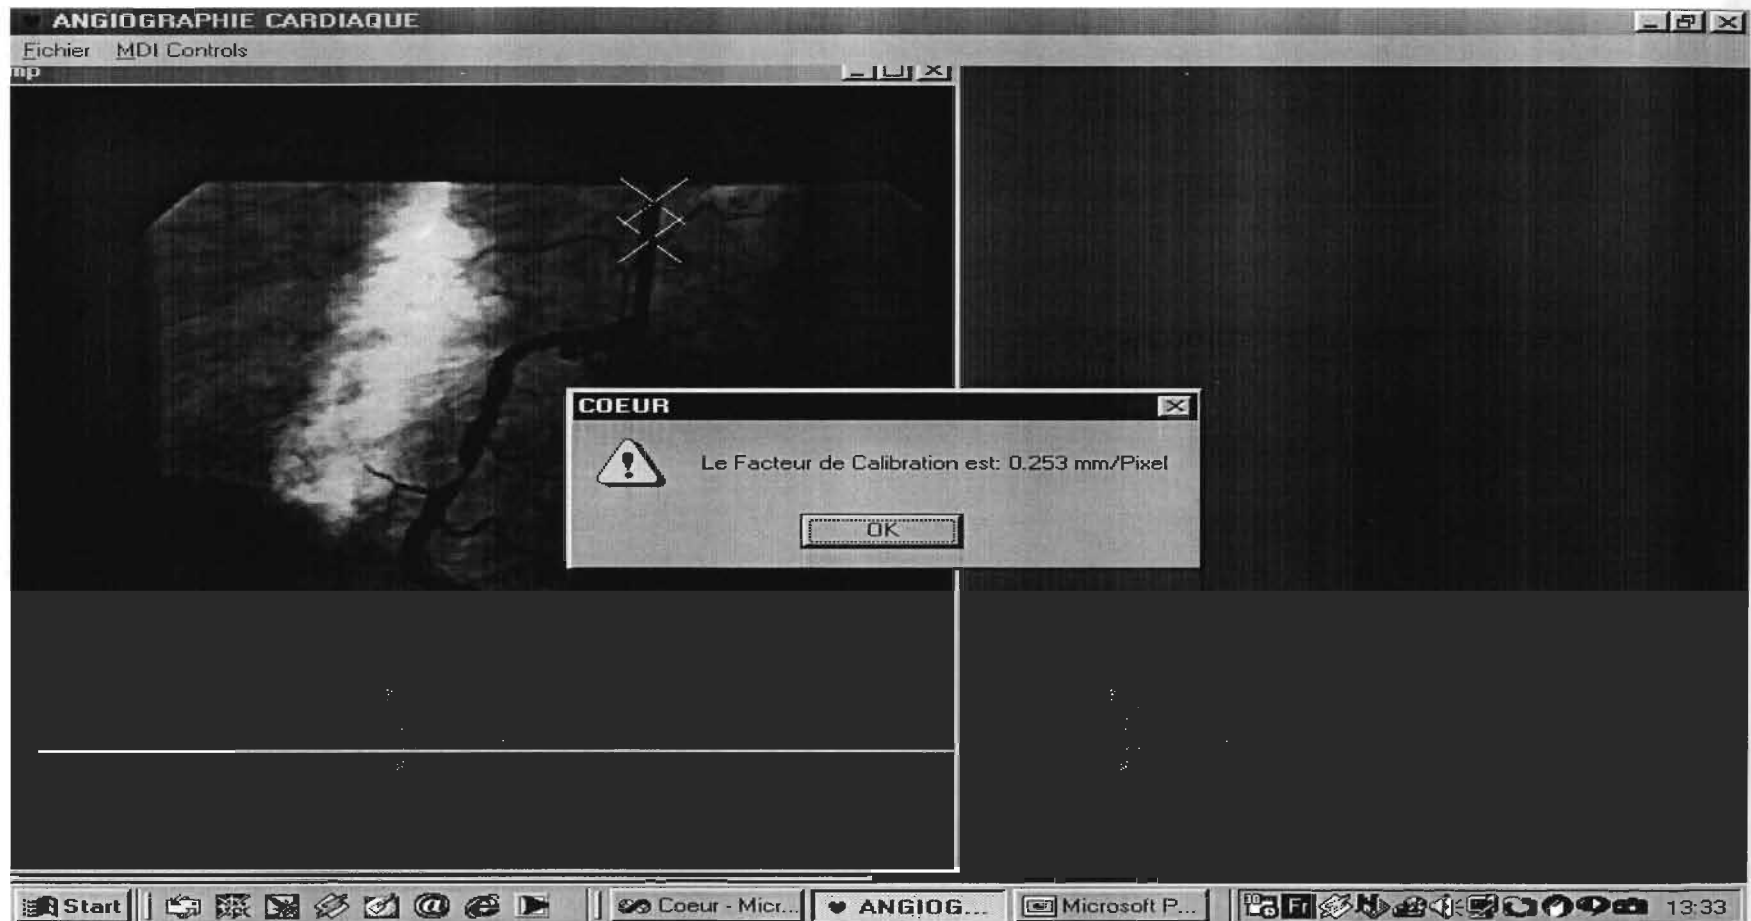 ANGIOGRAPHIE CARDIAQUE
Fichier MDI Controls
mp
COEUR
Le Facteur de Calibration est: 0.253 mm/Pixel
OK
Start
Coeur - Micr...
ANGIOG...
Microsoft P...
13:33